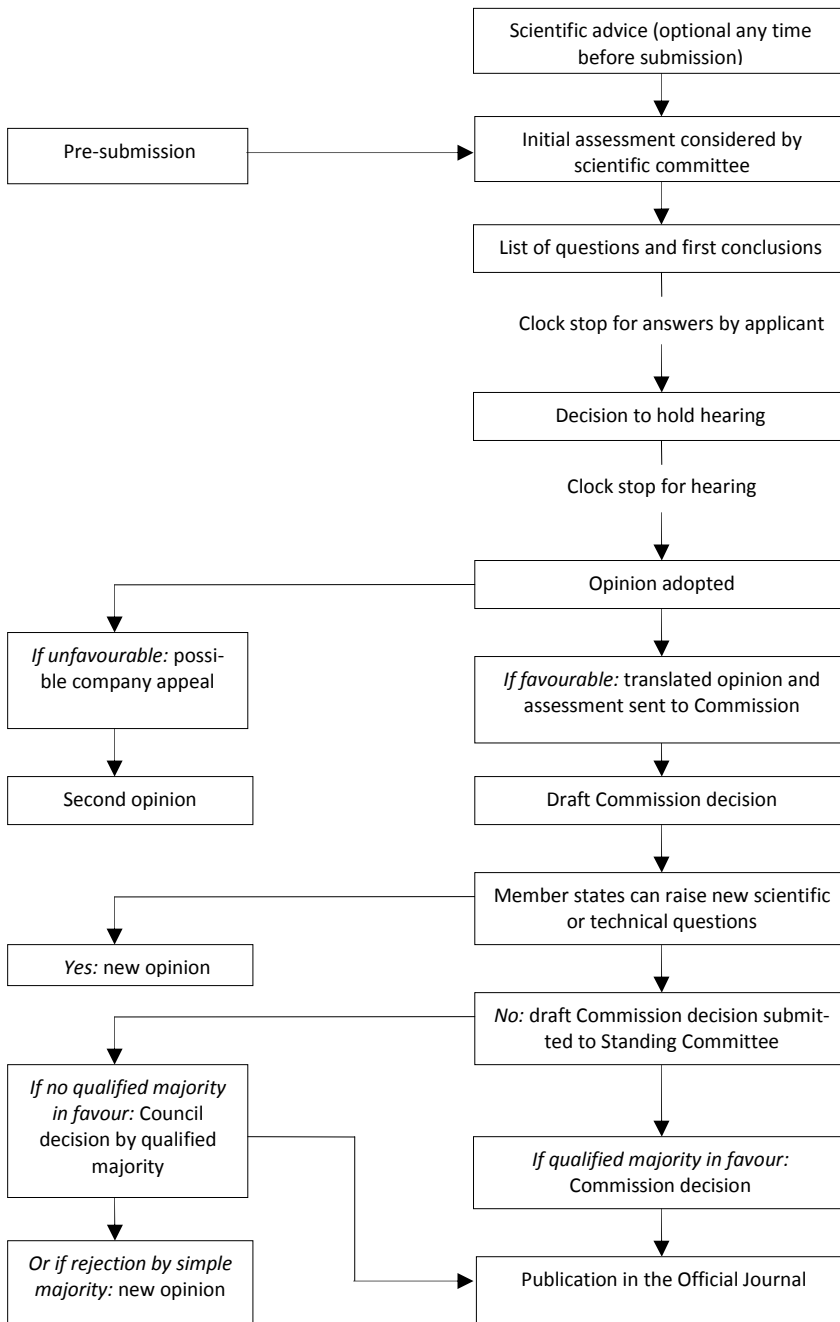 Scientific advice (optional any time
before submission)
Pre-submission
Initial assessment considered by
scientific committee
List of questions and first conclusions
Clock stop for answers by applicant
Decision to hold hearing
Clock stop for hearing
Opinion adopted
If unfavourable: possi-
ble company appeal
If favourable: translated opinion and
assessment sent to Commission
Second opinion
Draft Commission decision
Member states can raise new scientific
or technical questions
Yes: new opinion
No: draft Commission decision submit-
ted to Standing Committee
If no qualified majority
in favour: Council
decision by qualified
majority
If qualified majority in favour:
Commission decision
Or if rejection by simple
majority: new opinion
Publication in the Official Journal